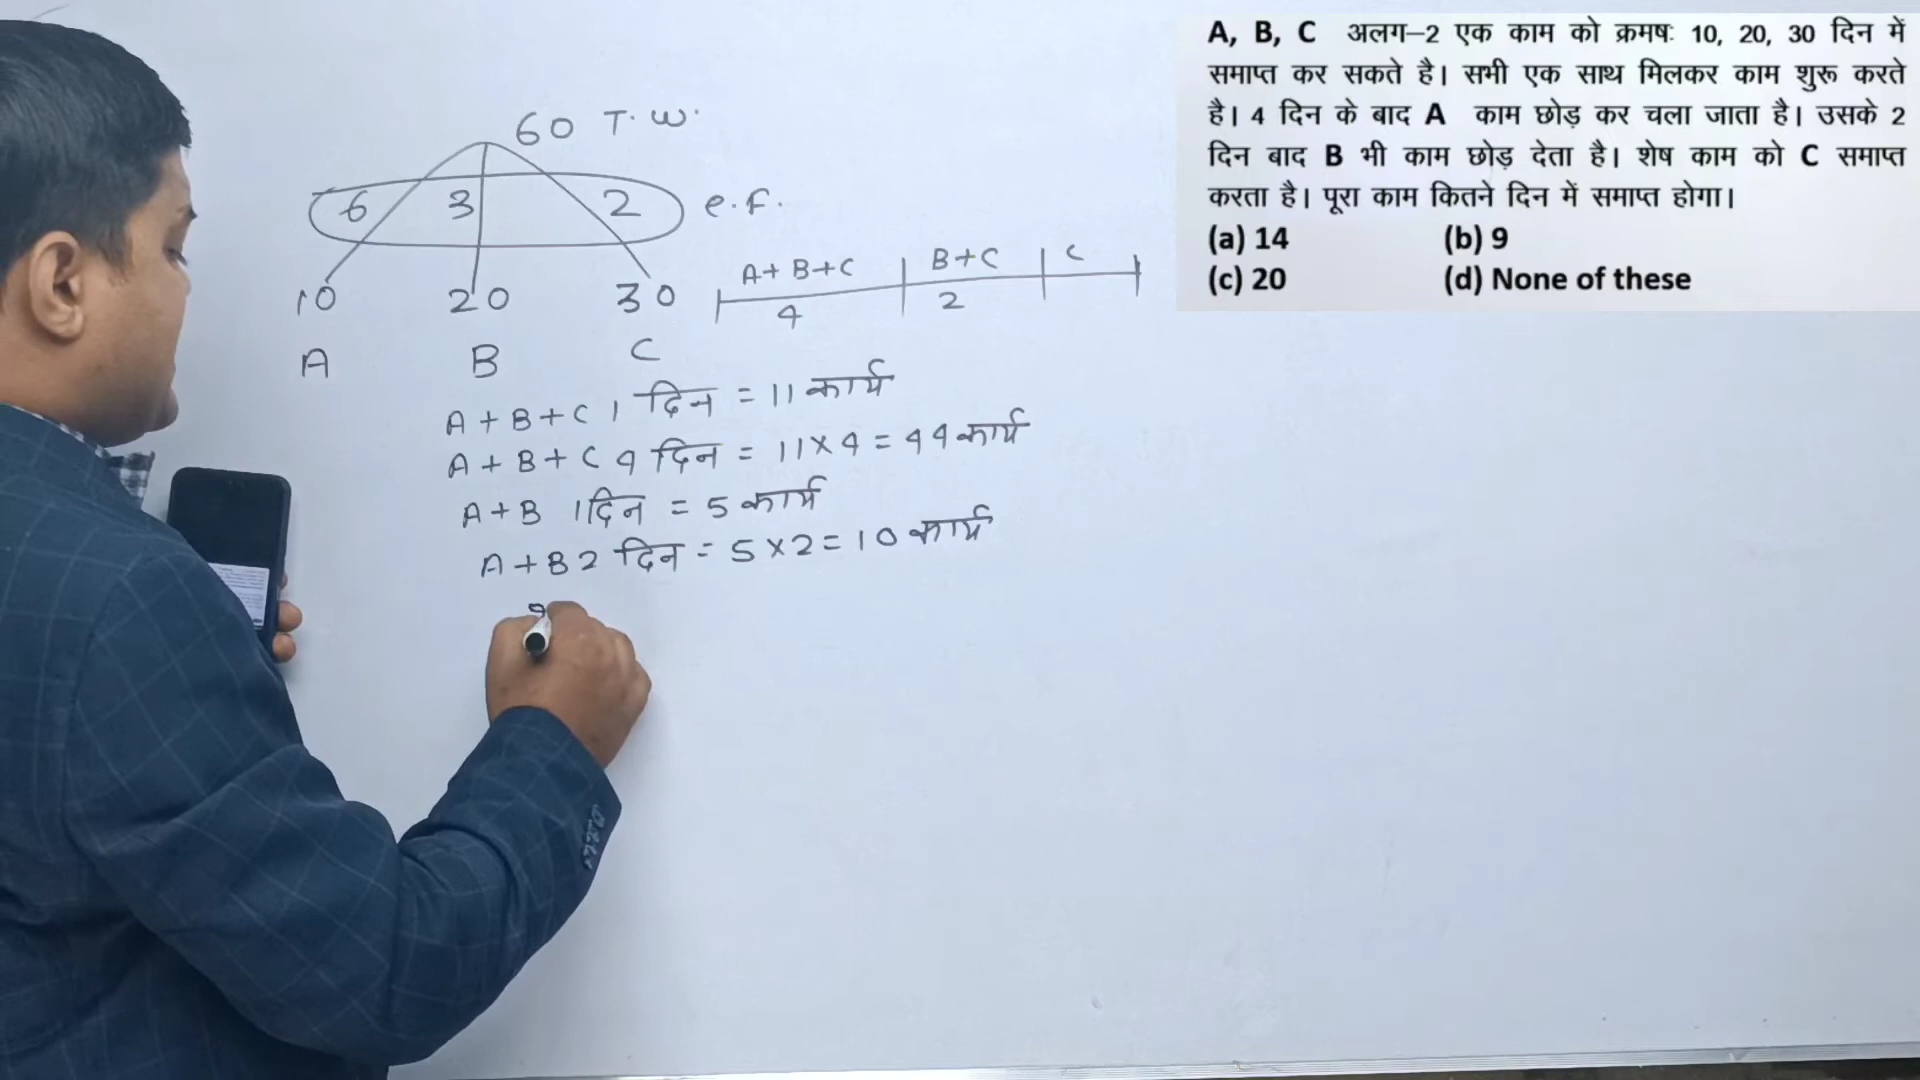 A, B, C अलग–2 एक काम को क्रमषः 10, 20, 30 दिन में
समाप्त कर सकते है। सभी एक साथ मिलकर काम शुरू करते
है। 4 दिन के बाद A काम छोड़ कर चला जाता है। उसके 2
दिन बाद B भी काम छोड़ देता है। शेष काम को C समाप्त
करता है। पूरा काम कितने दिन में समाप्त होगा।
(a) 14 (b) 9
(c) 20 (d) None of these
60 T.W.
6 3 2 e.f.
10 20 30
A B C
A+B+C B+C C
4 2
A+B+C 1 दिन = 11 कार्य
A+B+C 4 दिन = 11×4 = 44 कार्य
A+B 1 दिन = 5 कार्य
A+B 2 दिन = 5×2 = 10 कार्य